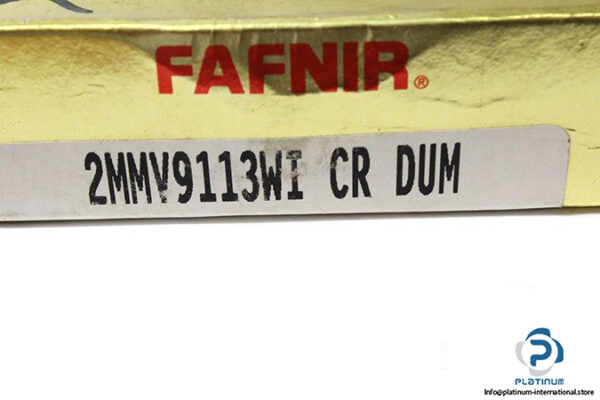 FAFNIR®
2MMV9113WI CR DUM
PLATINUM
Info@platinum-international.store